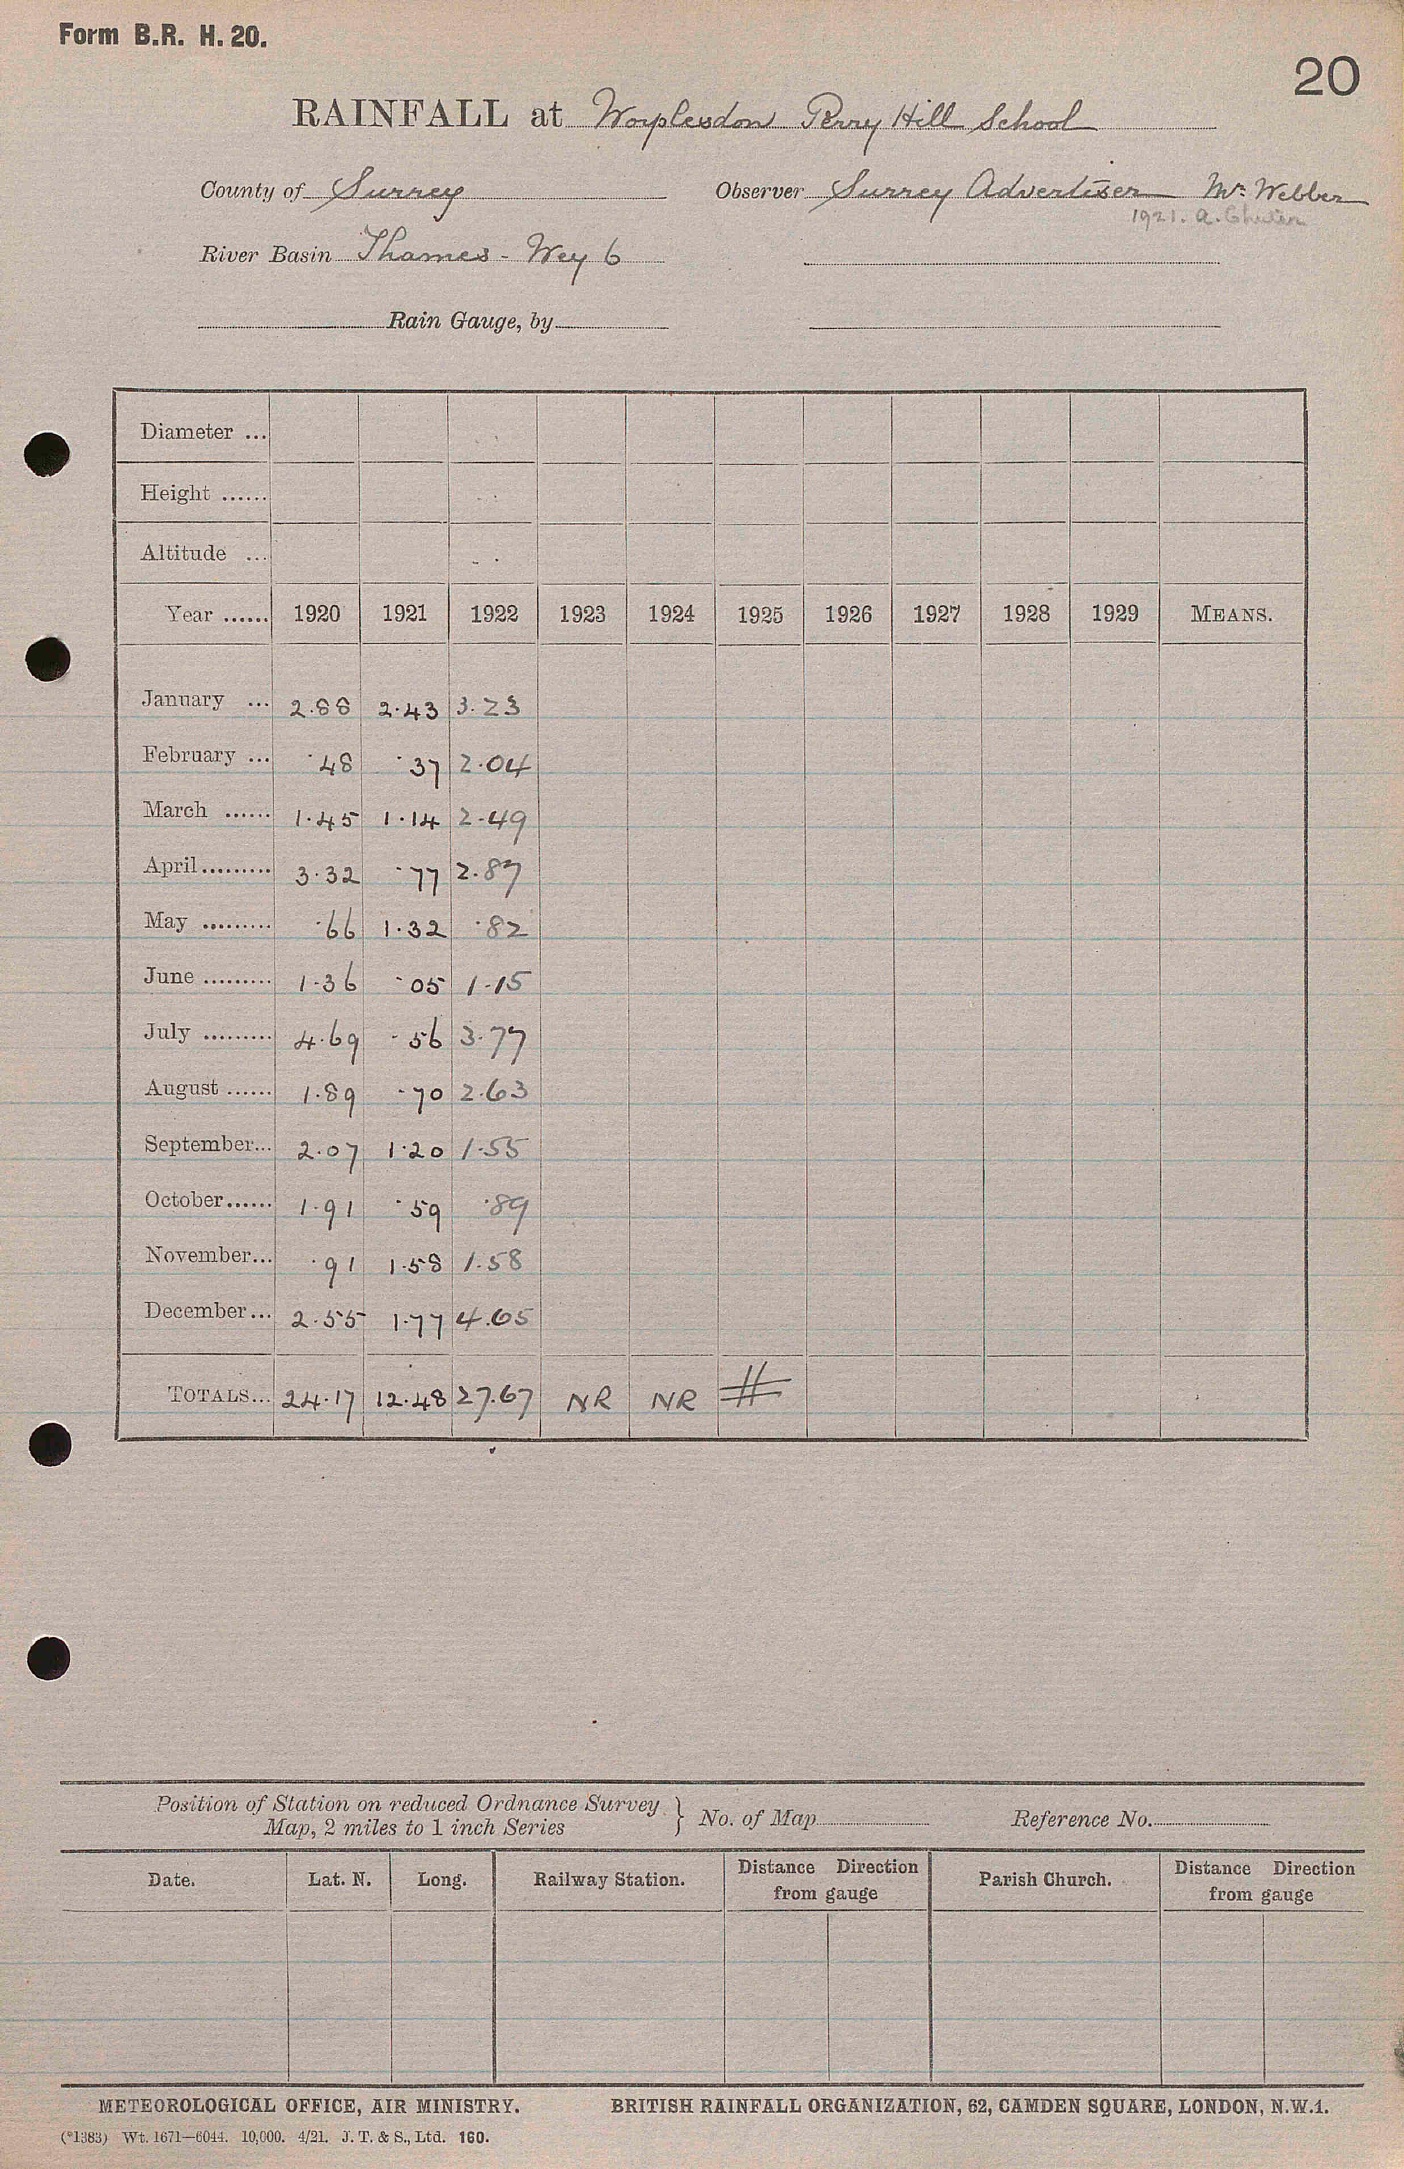 Form B.R. H. 20.
20
RAINFALL at Worplesdon Perry Hill School
County of Surrey Observer Surrey Advertiser Mr. Webber
1921. A.
River Basin Thames - Wey 6
Rain Gauge, by
Diameter ...
Height ......
Altitude ...
Year ...... 1920 1921 1922 1923 1924 1925 1926 1927 1928 1929 MEANS.
January ... 2.88 2.43 3.23
February ... .48 .37 2.04
March ...... 1.45 1.14 2.49
April ......... 3.32 .77 2.87
May ......... .66 1.32 .82
June ......... 1.36 .05 1.15
July ......... 4.69 .56 3.77
August ...... 1.89 .70 2.63
September... 2.07 1.20 1.55
October...... 1.91 .59 .89
November... .91 1.58 1.58
December... 2.55 1.77 4.65
TOTALS... 24.17 12.48 27.67 NR NR #
Position of Station on reduced Ordnance Survey } No. of Map Reference No.
Map, 2 miles to 1 inch Series
Date. Lat. N. Long. Railway Station. Distance Direction from gauge Parish Church. Distance Direction from gauge
METEOROLOGICAL OFFICE, AIR MINISTRY. BRITISH RAINFALL ORGANIZATION, 62, CAMDEN SQUARE, LONDON, N.W.1.
(*1383) Wt. 1671—6044. 10,000. 4/21. J. T. & S., Ltd. 160.